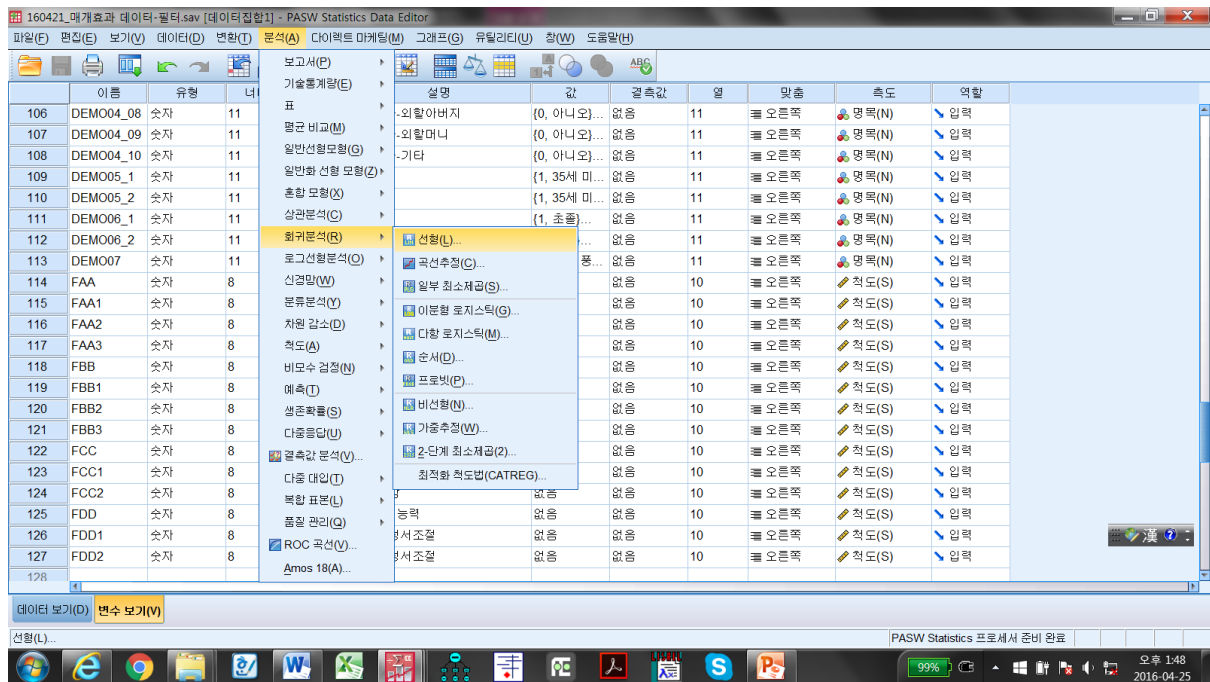 160421_매개효과 데이터-필터.sav [데이터집합1] - PASW Statistics Data Editor
파일(F) 편집(E) 보기(V) 데이터(D) 변환(T) 분석(A) 다이렉트 마케팅(M) 그래프(G) 유틸리티(U) 창(W) 도움말(H)
보고서(P)
기술통계량(E)
표
평균 비교(M)
일반선형모형(G)
일반화 선형 모형(Z)
혼합 모형(X)
상관분석(C)
회귀분석(R)
로그선형분석(O)
신경망(W)
분류분석(Y)
차원 감소(D)
척도(A)
비모수 검정(N)
예측(T)
생존확률(S)
다중응답(U)
결측값 분석(V)...
다중 대입(T)
복합 표본(L)
품질 관리(Q)
ROC 곡선(V)...
Amos 18(A)...
선형(L)...
곡선추정(C)...
일부 최소제곱(S)...
이분형 로지스틱(G)...
다항 로지스틱(M)...
순서(D)...
프로빗(P)...
비선형(N)...
가중추정(W)...
2-단계 최소제곱(2)...
최적화 척도법(CATREG)...
이름 유형 너 설명 값 결측값 열 맞춤 측도 역할
106 DEMO04_08 숫자 11 -외할아버지 {0, 아니오}... 없음 11 오른쪽 명목(N) 입력
107 DEMO04_09 숫자 11 -외할머니 {0, 아니오}... 없음 11 오른쪽 명목(N) 입력
108 DEMO04_10 숫자 11 -기타 {0, 아니오}... 없음 11 오른쪽 명목(N) 입력
109 DEMO05_1 숫자 11 {1, 35세 미... 없음 11 오른쪽 명목(N) 입력
110 DEMO005_2 숫자 11 {1, 35세 미... 없음 11 오른쪽 명목(N) 입력
111 DEMO06_1 숫자 11 {1, 초졸}... 없음 11 오른쪽 명목(N) 입력
112 DEMO06_2 숫자 11 없음 11 오른쪽 명목(N) 입력
113 DEMO07 숫자 11 풍... 없음 11 오른쪽 명목(N) 입력
114 FAA 숫자 8 없음 10 오른쪽 척도(S) 입력
115 FAA1 숫자 8 없음 10 오른쪽 척도(S) 입력
116 FAA2 숫자 8 없음 10 오른쪽 척도(S) 입력
117 FAA3 숫자 8 없음 10 오른쪽 척도(S) 입력
118 FBB 숫자 8 없음 10 오른쪽 척도(S) 입력
119 FBB1 숫자 8 없음 10 오른쪽 척도(S) 입력
120 FBB2 숫자 8 없음 10 오른쪽 척도(S) 입력
121 FBB3 숫자 8 없음 10 오른쪽 척도(S) 입력
122 FCC 숫자 8 없음 10 오른쪽 척도(S) 입력
123 FCC1 숫자 8 없음 10 오른쪽 척도(S) 입력
124 FCC2 숫자 8 없음 없음 10 오른쪽 척도(S) 입력
125 FDD 숫자 8 능력 없음 없음 10 오른쪽 척도(S) 입력
126 FDD1 숫자 8 서조절 없음 없음 10 오른쪽 척도(S) 입력
127 FDD2 숫자 8 서조절 없음 없음 10 오른쪽 척도(S) 입력
128
漢
데이터 보기(D) 변수 보기(V)
선형(L)... PASW Statistics 프로세서 준비 완료
99% 오후 1:48
2016-04-25